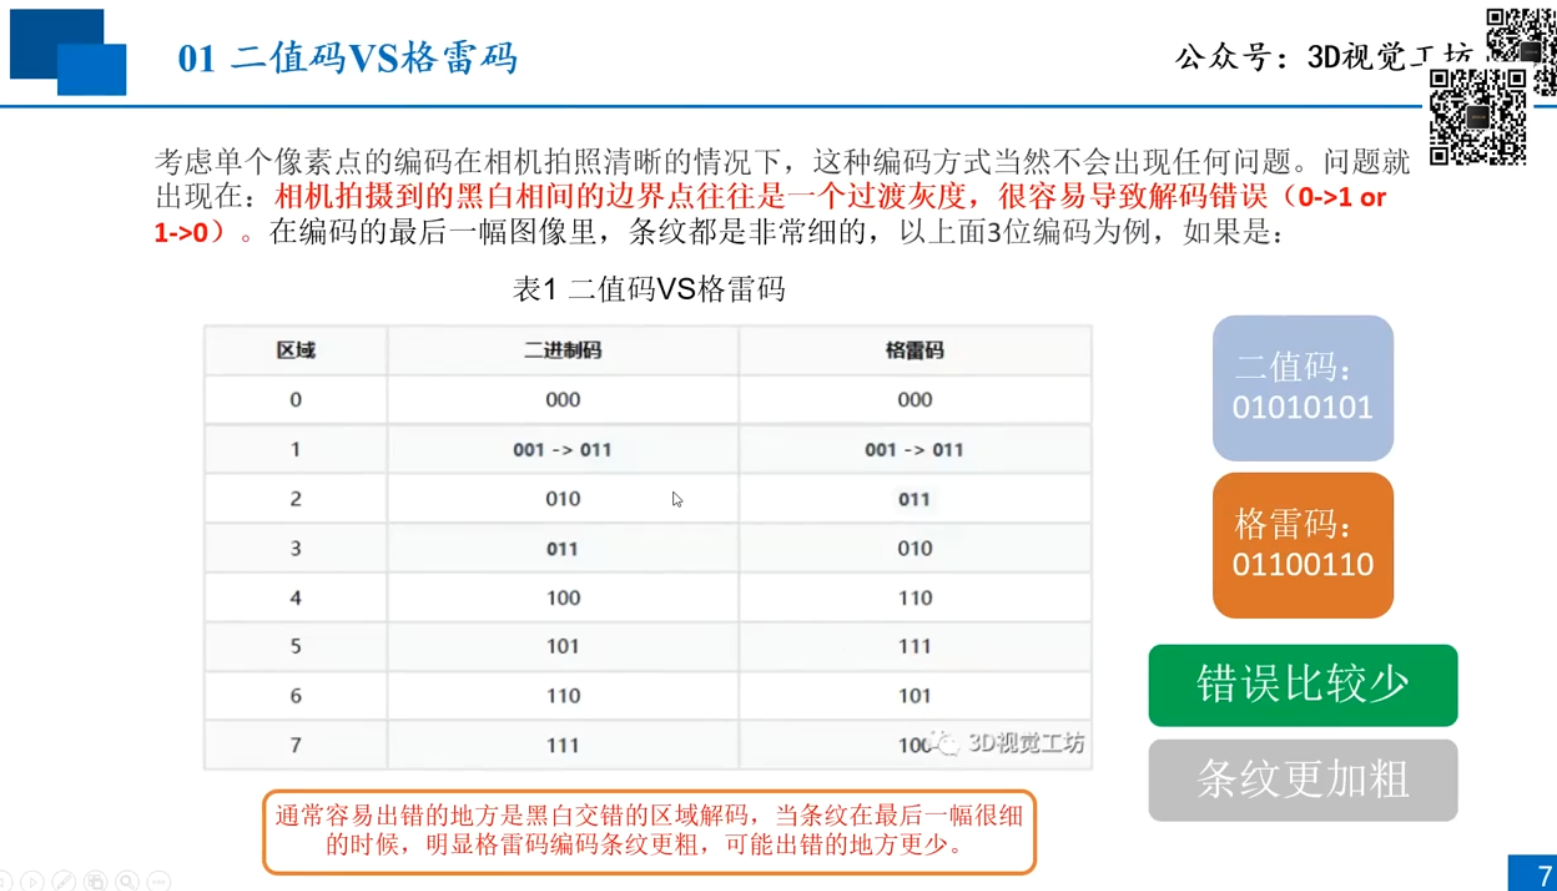 01 二值码VS格雷码
公众号：3D视觉工坊
考虑单个像素点的编码在相机拍照清晰的情况下，这种编码方式当然不会出现任何问题。问题就
出现在：相机拍摄到的黑白相间的边界点往往是一个过渡灰度，很容易导致解码错误（0->1 or
1->0）。在编码的最后一幅图像里，条纹都是非常细的，以上面3位编码为例，如果是：
表1 二值码VS格雷码
区域 二进制码 格雷码
0 000 000
1 001 -> 011 001 -> 011
2 010 011
3 011 010
4 100 110
5 101 111
6 110 101
7 111 100
3D视觉工坊
二值码：
01010101
格雷码：
01100110
错误比较少
条纹更加粗
通常容易出错的地方是黑白交错的区域解码，当条纹在最后一幅很细
的时候，明显格雷码编码条纹更粗，可能出错的地方更少。
7